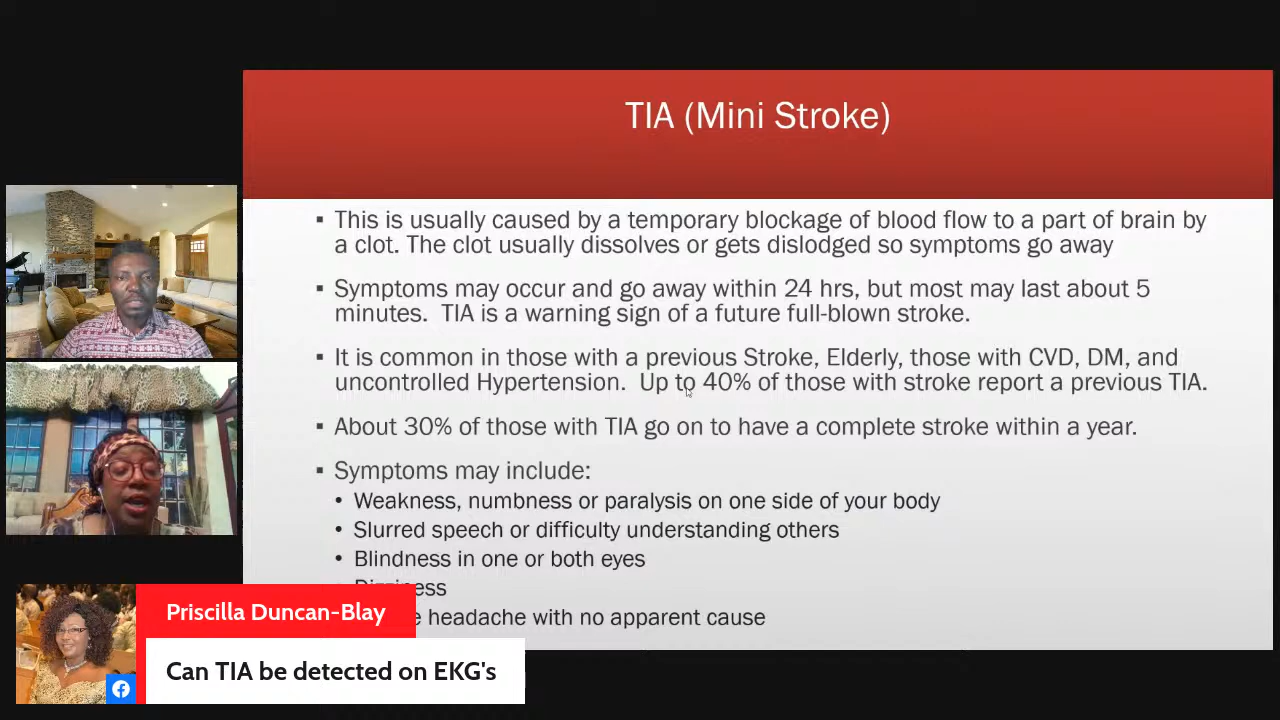 TIA (Mini Stroke)
▪ This is usually caused by a temporary blockage of blood flow to a part of brain by
a clot. The clot usually dissolves or gets dislodged so symptoms go away
▪ Symptoms may occur and go away within 24 hrs, but most may last about 5
minutes. TIA is a warning sign of a future full-blown stroke.
▪ It is common in those with a previous Stroke, Elderly, those with CVD, DM, and
uncontrolled Hypertension. Up to 40% of those with stroke report a previous TIA.
▪ About 30% of those with TIA go on to have a complete stroke within a year.
▪ Symptoms may include:
• Weakness, numbness or paralysis on one side of your body
• Slurred speech or difficulty understanding others
• Blindness in one or both eyes
• Dizziness
headache with no apparent cause
Priscilla Duncan-Blay
Can TIA be detected on EKG's